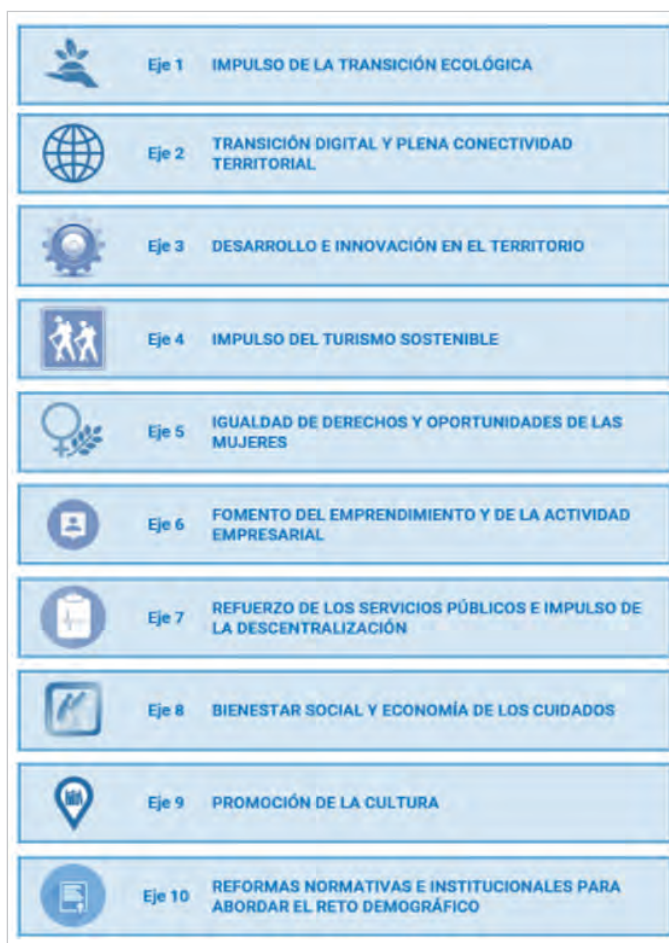 Eje 1 IMPULSO DE LA TRANSICIÓN ECOLÓGICA
Eje 2 TRANSICIÓN DIGITAL Y PLENA CONECTIVIDAD
TERRITORIAL
Eje 3 DESARROLLO E INNOVACIÓN EN EL TERRITORIO
Eje 4 IMPULSO DEL TURISMO SOSTENIBLE
Eje 5 IGUALDAD DE DERECHOS Y OPORTUNIDADES DE LAS
MUJERES
Eje 6 FOMENTO DEL EMPRENDIMIENTO Y DE LA ACTIVIDAD
EMPRESARIAL
Eje 7 REFUERZO DE LOS SERVICIOS PÚBLICOS E IMPULSO DE
LA DESCENTRALIZACIÓN
Eje 8 BIENESTAR SOCIAL Y ECONOMÍA DE LOS CUIDADOS
Eje 9 PROMOCIÓN DE LA CULTURA
Eje 10 REFORMAS NORMATIVAS E INSTITUCIONALES PARA
ABORDAR EL RETO DEMOGRÁFICO